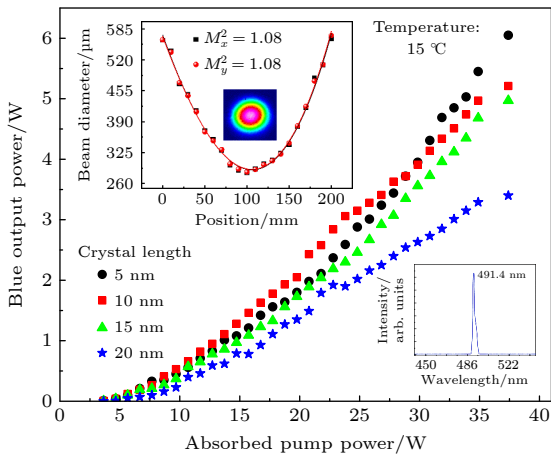 Blue output power/W
6
5
4
3
2
1
0
0 5 10 15 20 25 30 35 40
Absorbed pump power/W
Temperature:
15 ℃
Beam diameter/μm
585
520
455
390
325
260
M²ₓ = 1.08
M²ᵧ = 1.08
0 50 100 150 200
Position/mm
Crystal length
5 nm
10 nm
15 nm
20 nm
Intensity/
arb. units
491.4 nm
450 486 522
Wavelength/nm